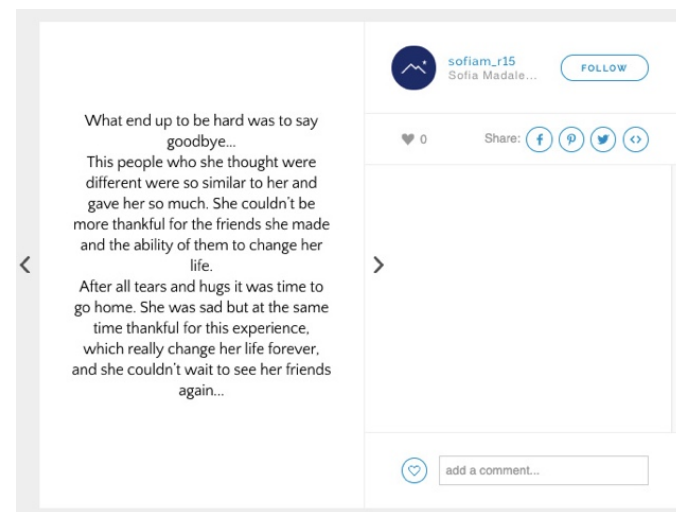 What end up to be hard was to say
goodbye...
This people who she thought were
different were so similar to her and
gave her so much. She couldn't be
more thankful for the friends she made
and the ability of them to change her
life.
After all tears and hugs it was time to
go home. She was sad but at the same
time thankful for this experience,
which really change her life forever,
and she couldn't wait to see her friends
again...
sofiam_r15
Sofia Madale...
FOLLOW
0
Share:
add a comment...